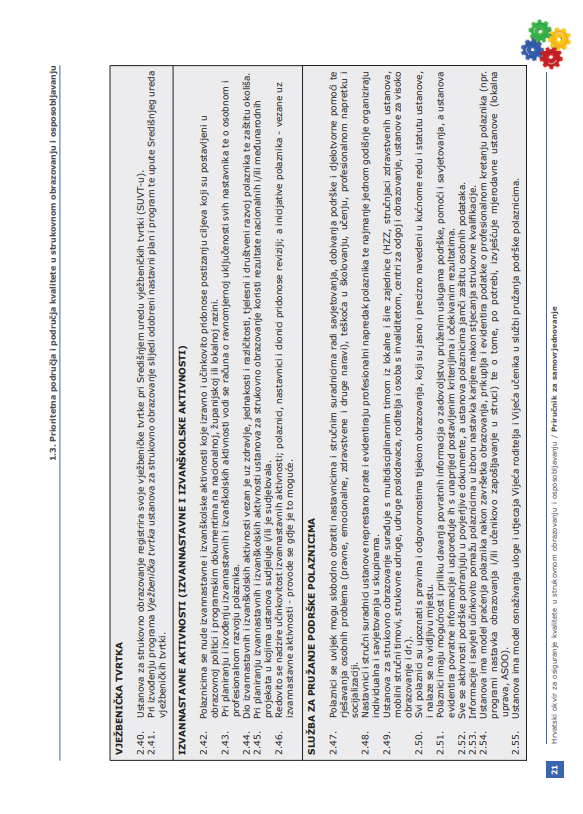 1.3. Prioritetna područja i područja kvalitete u strukovnom obrazovanju i osposobljavanju
VJEŽBENIČKA TVRTKA
2.40. Ustanova za strukovno obrazovanje registrira svoje vježbeničke tvrtke pri Središnjem uredu vježbeničkih tvrtki (SUVT-u).
2.41. Pri izvođenju programa Vježbenička tvrtka ustanova za strukovno obrazovanje slijedi odobreni nastavni plan i program te upute Središnjeg ureda
vježbeničkih tvrtki.
IZVANNASTAVNE AKTIVNOSTI (IZVANNASTAVNE I IZVANŠKOLSKE AKTIVNOSTI)
2.42. Polaznicima se nude izvannastavne i izvanškolske aktivnosti koje izravno i učinkovito pridonose postizanju ciljeva koji su postavljeni u
obrazovnoj politici i programskim dokumentima na nacionalnoj, županijskoj ili lokalnoj razini.
2.43. Pri planiranju i izvođenju izvannastavnih i izvanškolskih aktivnosti vodi se računa o ravnomjernoj uključenosti svih nastavnika te o osobnom i
profesionalnom razvoju polaznika.
2.44. Dio izvannastavnih i izvanškolskih aktivnosti vezan je uz zdravlje, jednakosti i različitosti, tjelesni i društveni razvoj polaznika te zaštitu okoliša.
2.45. Pri planiranju izvannastavnih i izvanškolskih aktivnosti ustanova za strukovno obrazovanje koristi rezultate nacionalnih i/ili međunarodnih
projekata u kojima ustanova sudjeluje i/ili je sudjelovala.
2.46. Redovito se nadzire učinkovitost izvannastavnih aktivnosti; polaznici, nastavnici i dionici pridonose reviziji; a inicijative polaznika - vezane uz
izvannastavne aktivnosti - provode se gdje je to moguće.
SLUŽBA ZA PRUŽANJE PODRŠKE POLAZNICIMA
2.47. Polaznici se uvijek mogu slobodno obratiti nastavnicima i stručnim suradnicima radi savjetovanja, dobivanja podrške i djelotvorne pomoći te
rješavanja osobnih problema (pravne, emocionalne, zdravstvene i druge naravi), teškoća u školovanju, učenju, profesionalnom napretku i
socijalizaciji.
2.48. Nastavnici i stručni suradnici ustanove neprestano prate i evidentiraju profesionalni napredak polaznika te najmanje jednom godišnje organiziraju
individualna i savjetovanja u skupinama.
2.49. Ustanova za strukovno obrazovanje surađuje s multidisciplinarnim timom iz lokalne i šire zajednice (HZZ, stručnjaci zdravstvenih ustanova,
mobilni stručni timovi, strukovne udruge, udruge poslodavaca, roditelja i osoba s invaliditetom, centri za odgoj i obrazovanje, ustanove za visoko
obrazovanje i dr.).
2.50. Svi polaznici su upoznati s pravima i odgovornostima tijekom obrazovanja, koji su jasno i precizno navedeni u kućnome redu i statutu ustanove,
i nalaze se na vidljivu mjestu.
2.51. Polaznici imaju mogućnost i priliku davanja povratnih informacija o zadovoljstvu pruženim uslugama podrške, pomoći i savjetovanja, a ustanova
evidentira povratne informacije i uspoređuje ih s unaprijed postavljenim kriterijima i očekivanim rezultatima.
2.52. Sve se aktivnosti podrške pohranjuju u povjerljive dokumente, a ustanova polaznicima jamči zaštitu osobnih podataka.
2.53. Informacije i savjeti učinkovito pomažu polaznicima u izboru nastavka karijere nakon stjecanja strukovne kvalifikacije.
2.54. Ustanova ima model praćenja polaznika nakon završetka obrazovanja, prikuplja i evidentira podatke o profesionalnom kretanju polaznika (npr.
programi nastavka obrazovanja i/ili učenikovo zapošljavanje u struci) te o tome, po potrebi, izvješćuje mjerodavne ustanove (lokalna
uprava, ASOO).
2.55. Ustanova ima model osnaživanja uloge i utjecaja Vijeća roditelja i Vijeća učenika u službi pružanja podrške polaznicima.
21 Hrvatski okvir za osiguranje kvalitete u strukovnom obrazovanju i osposobljavanju / Priručnik za samovrjednovanje